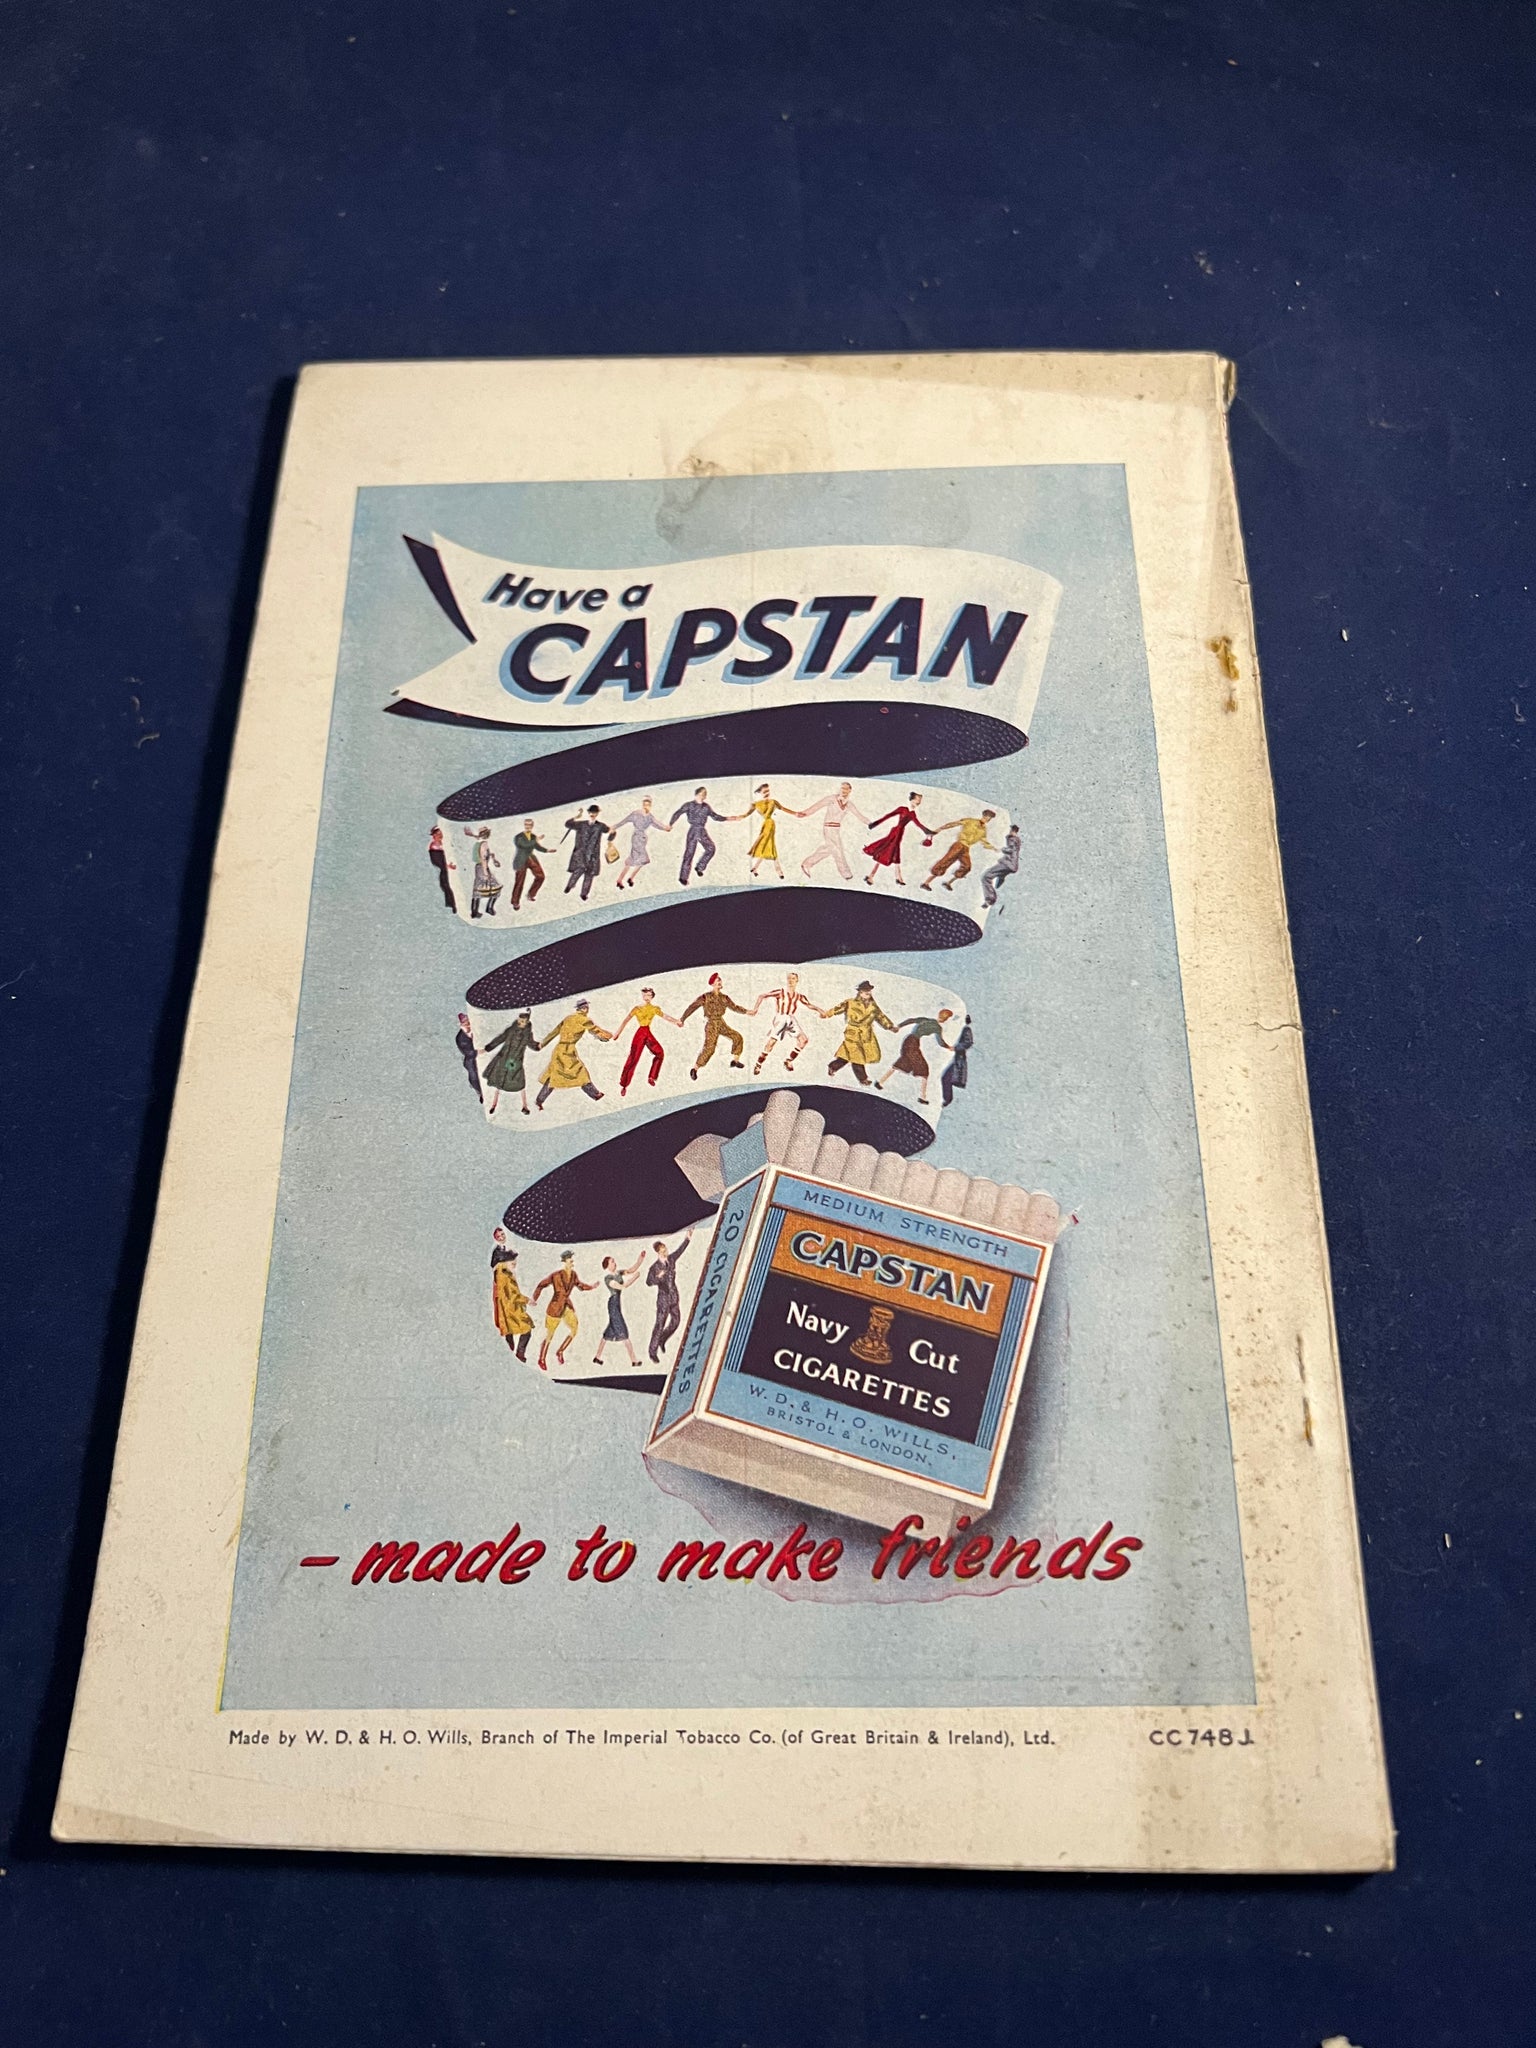 Have a
CAPSTAN
MEDIUM STRENGTH
CAPSTAN
Navy Cut
CIGARETTES
W. D. & H. O. WILLS,
BRISTOL & LONDON.
20 CIGARETTES
– made to make friends
Made by W. D. & H. O. Wills, Branch of The Imperial Tobacco Co. (of Great Britain & Ireland), Ltd. CC748J